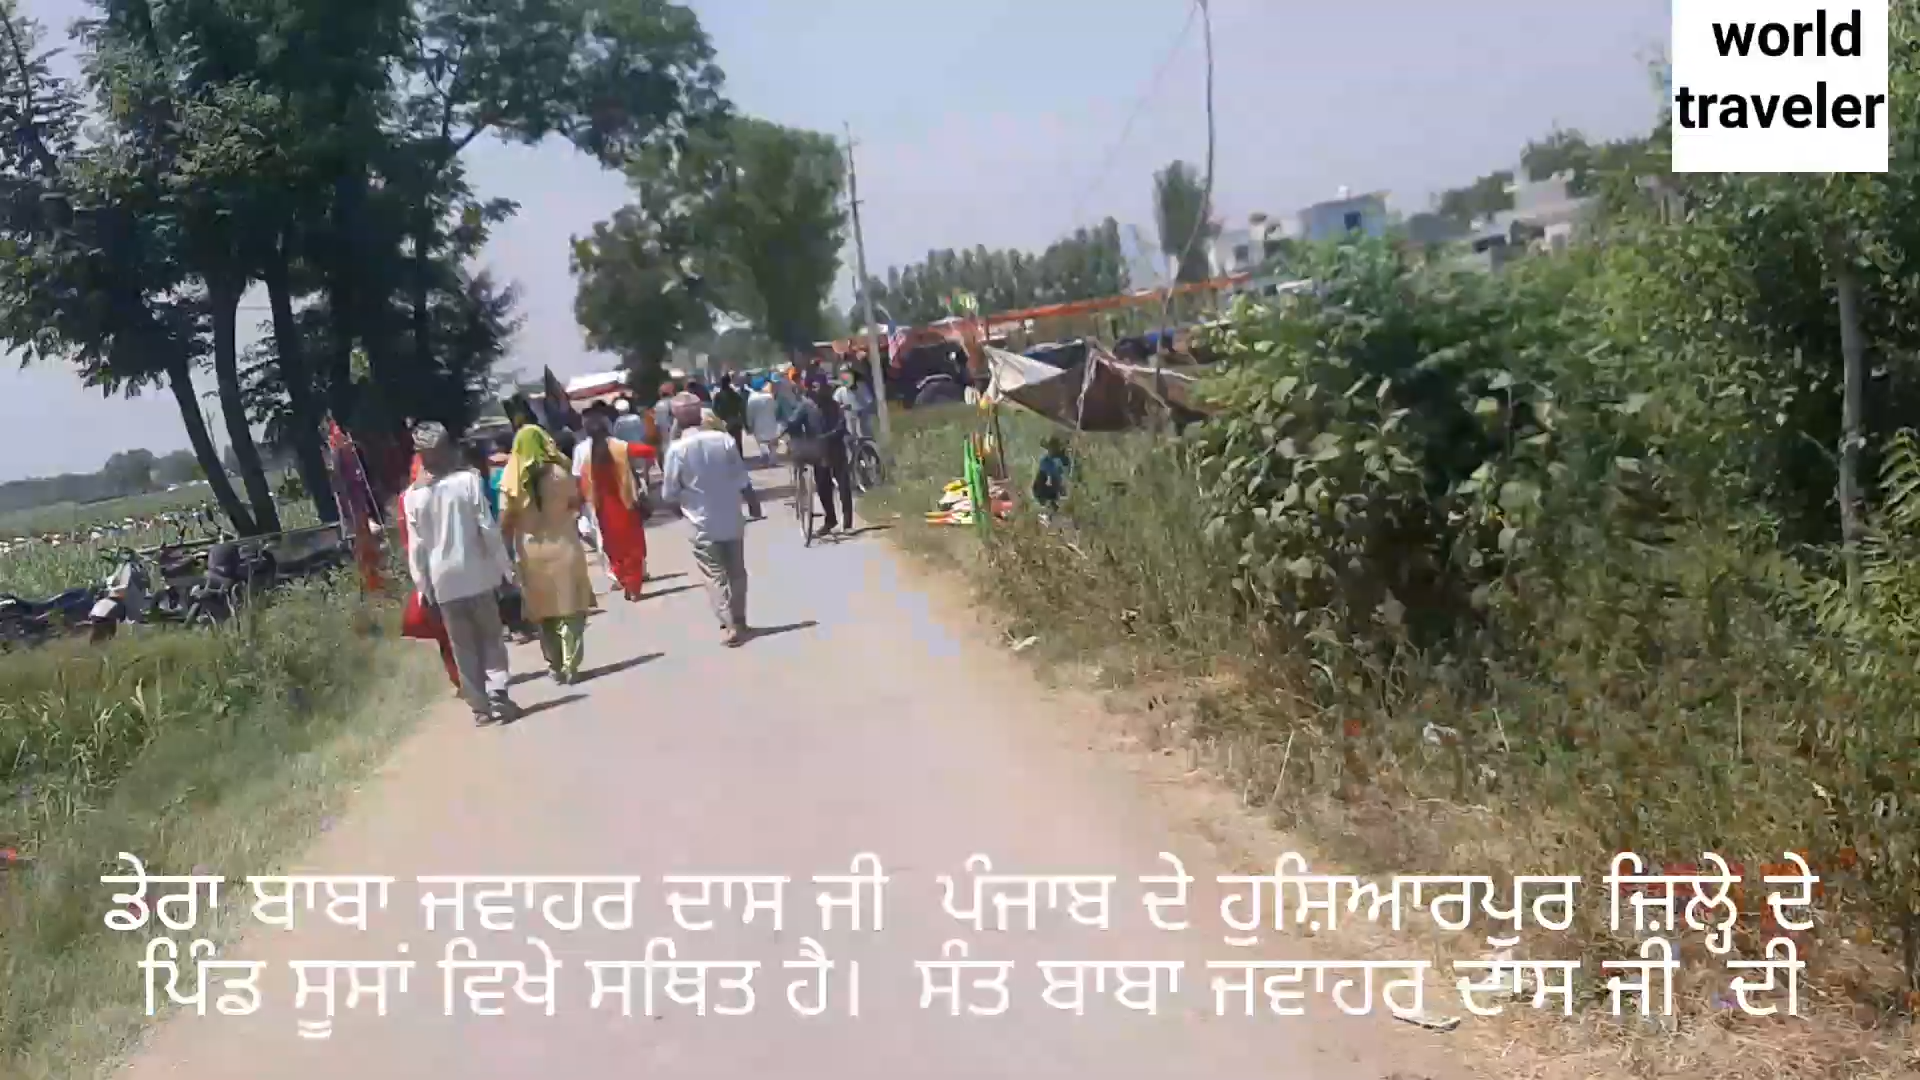 world
traveler
ਡੇਰਾ ਬਾਬਾ ਜਵਾਹਰ ਦਾਸ ਜੀ ਪੰਜਾਬ ਦੇ ਹੁਸ਼ਿਆਰਪੁਰ ਜ਼ਿਲ੍ਹੇ ਦੇ
ਪਿੰਡ ਸੂਸਾਂ ਵਿਖੇ ਸਥਿਤ ਹੈ। ਸੰਤ ਬਾਬਾ ਜਵਾਹਰ ਦਾਸ ਜੀ ਦੀ